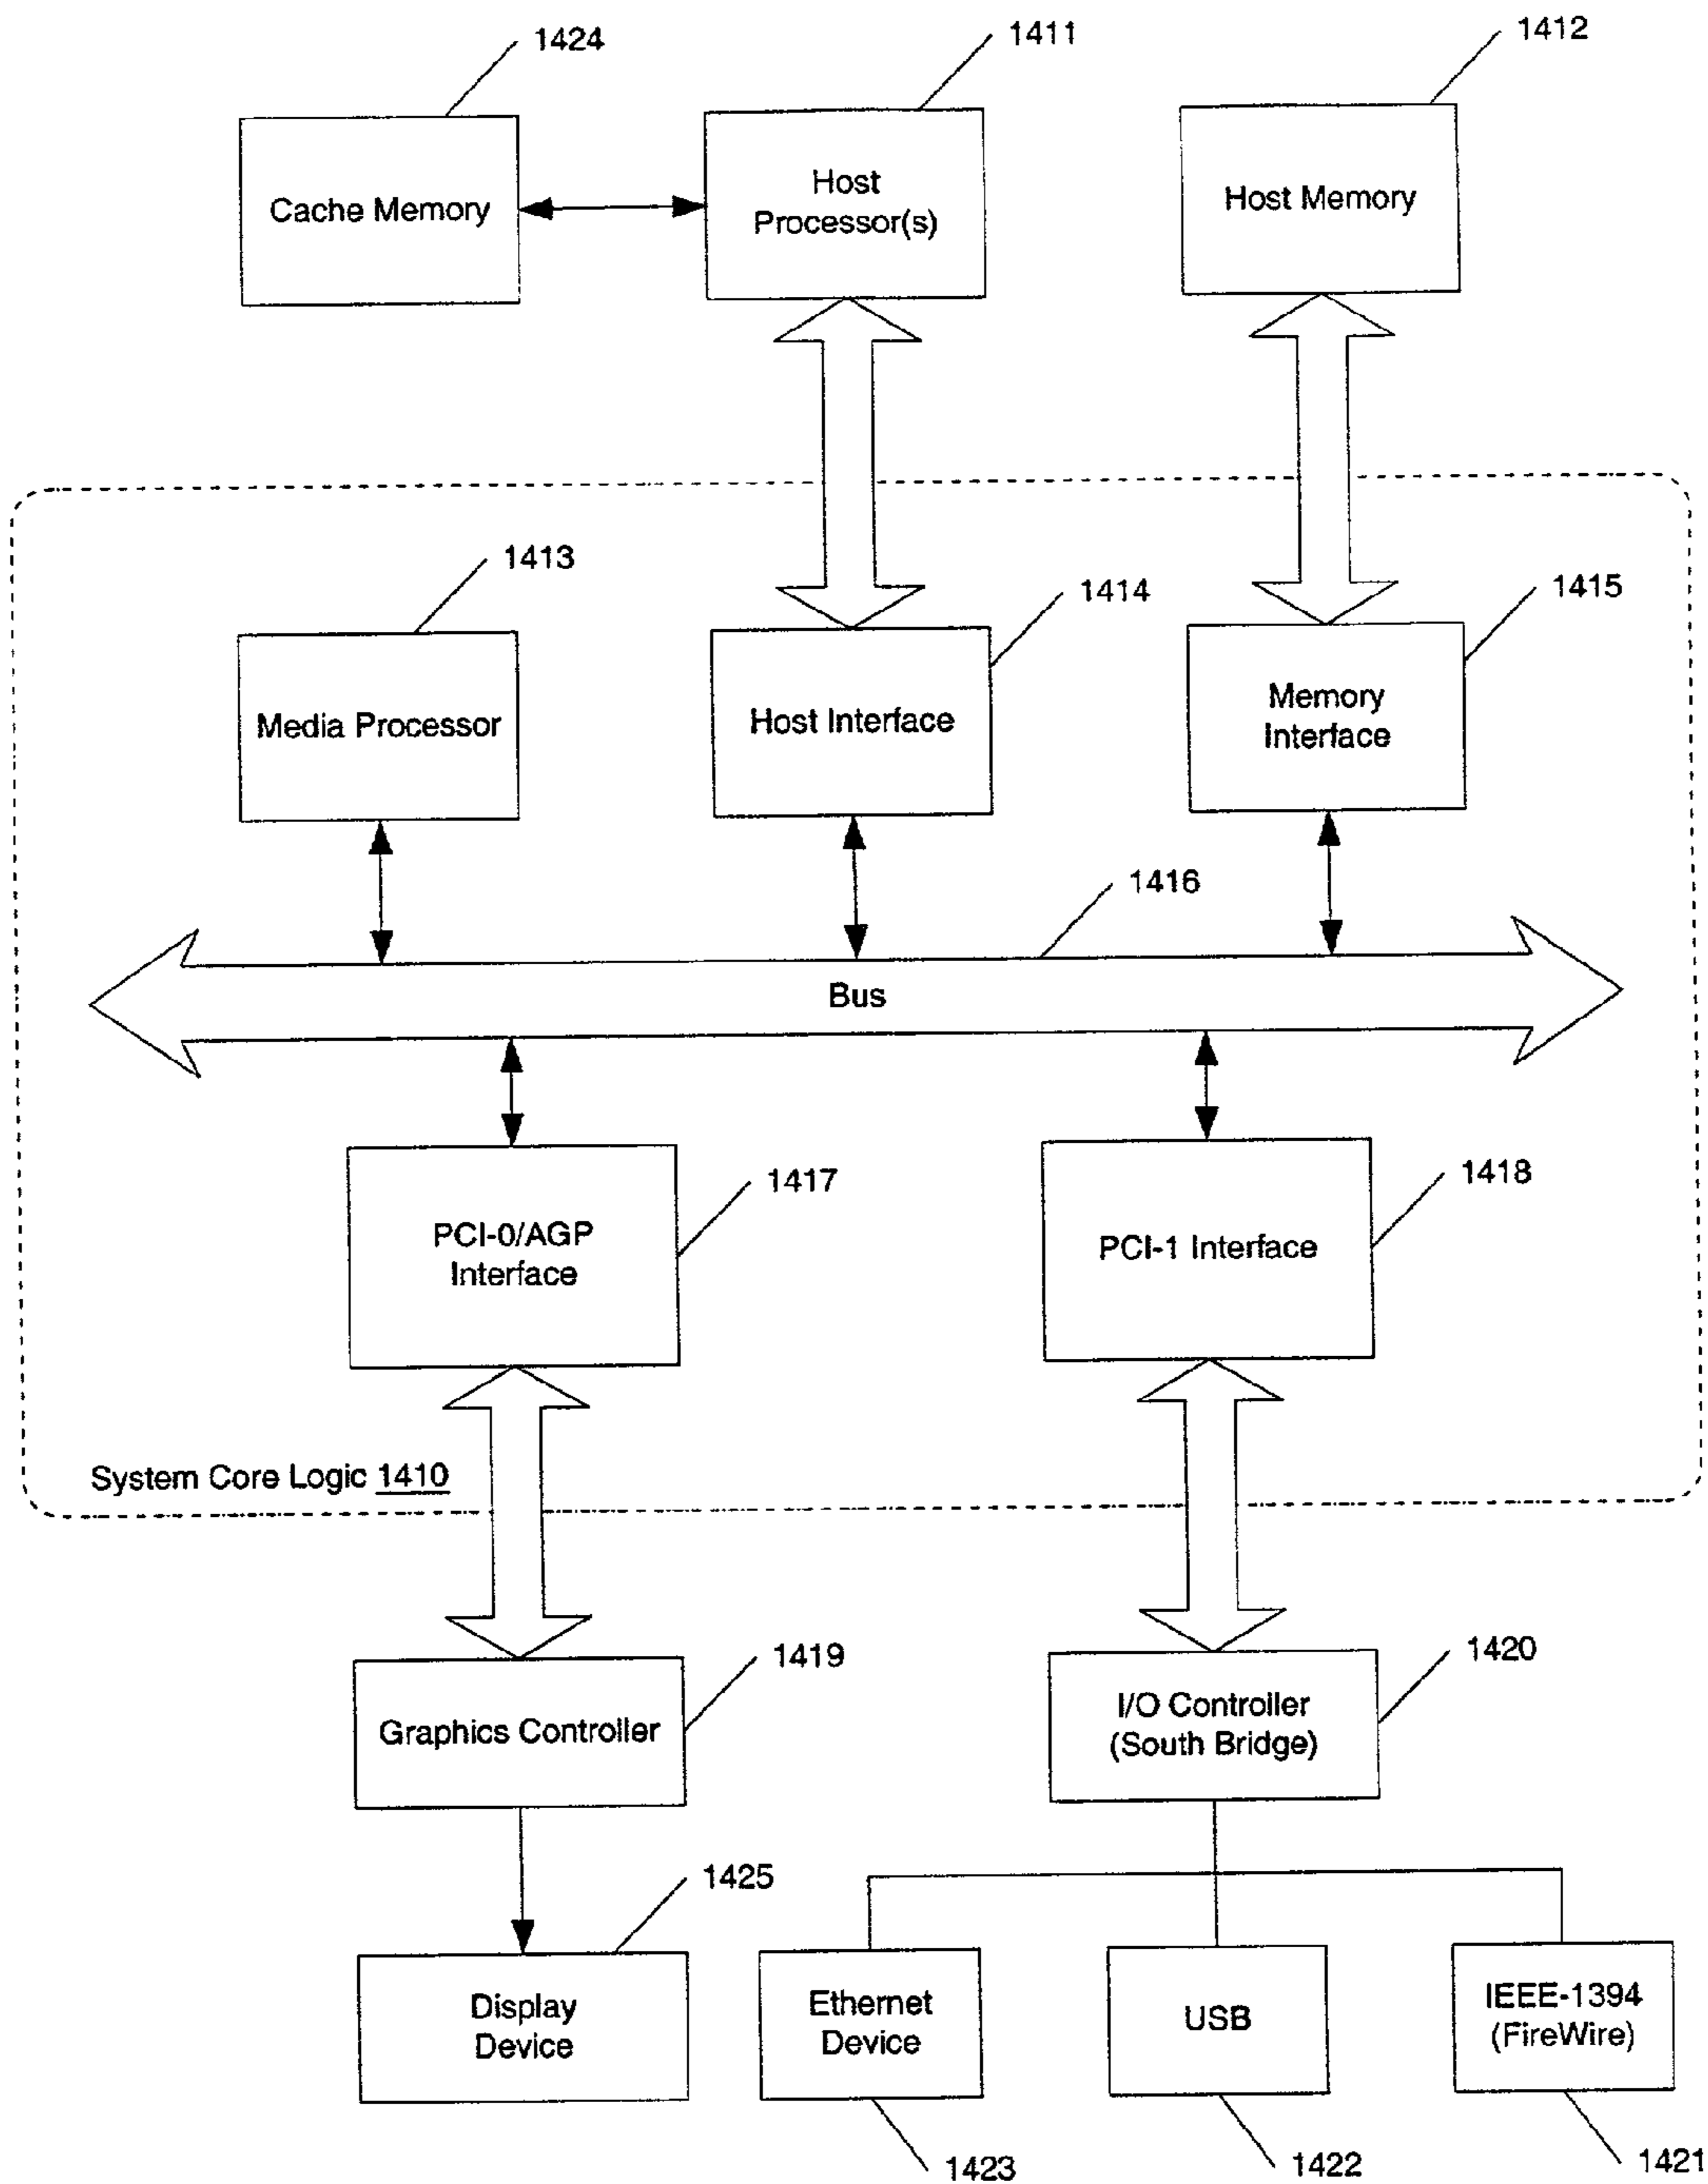 1424
1411
1412
Cache Memory
Host
Processor(s)
Host Memory
1413
1414
1415
Media Processor
Host Interface
Memory
Interface
1416
Bus
1417
1418
PCI-0/AGP
Interface
PCI-1 Interface
System Core Logic 1410
1419
1420
Graphics Controller
I/O Controller
(South Bridge)
1425
Display
Device
Ethernet
Device
USB
IEEE-1394
(FireWire)
1423
1422
1421